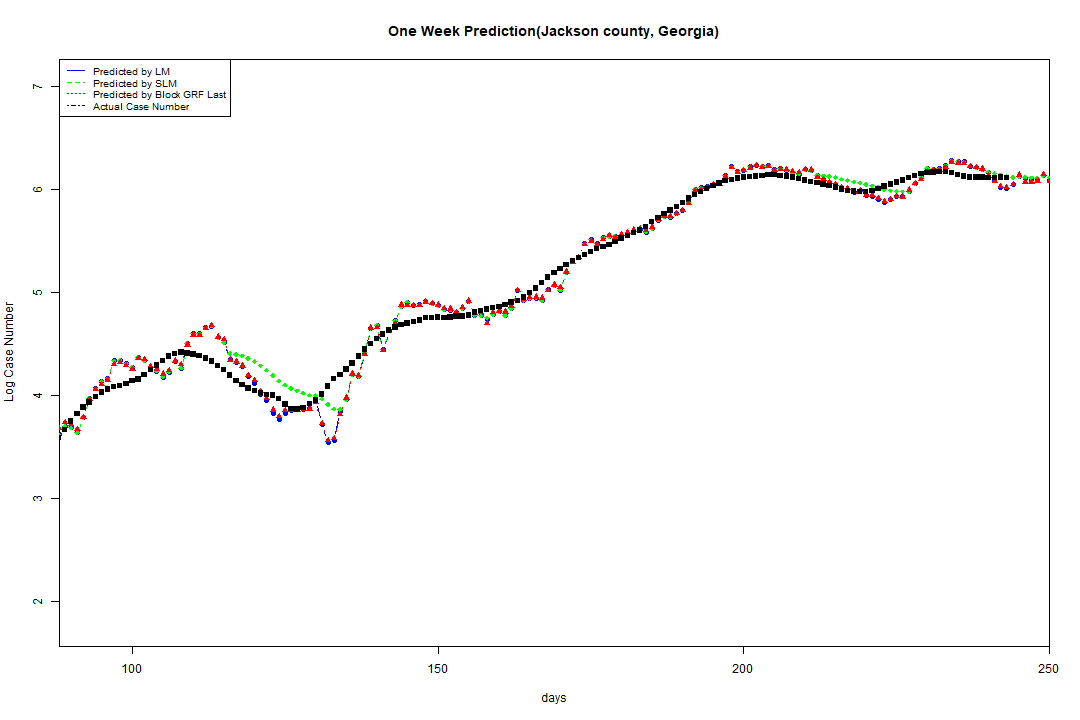 One Week Prediction(Jackson county, Georgia)
Predicted by LM
Predicted by SLM
Predicted by Block GRF Last
Actual Case Number
7
6
5
4
3
2
Log Case Number
100
150
200
250
days